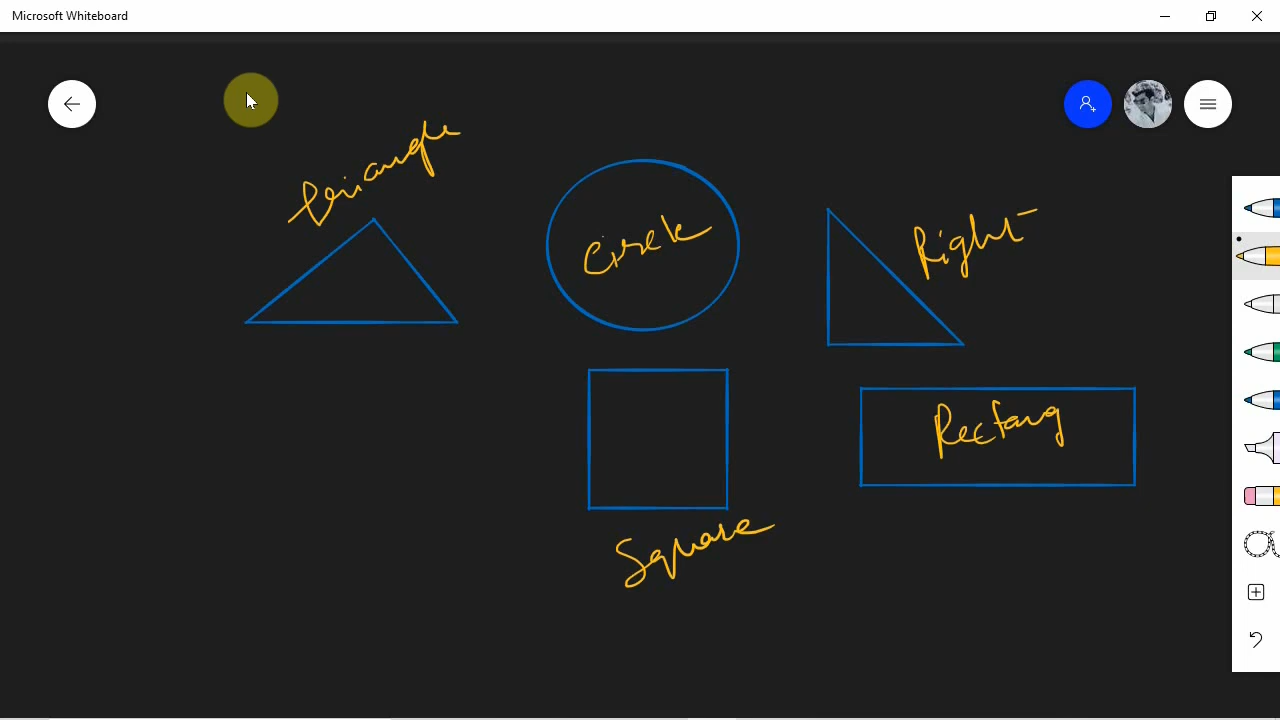 Microsoft Whiteboard
triangle
Circle
Right
Rectang
Square